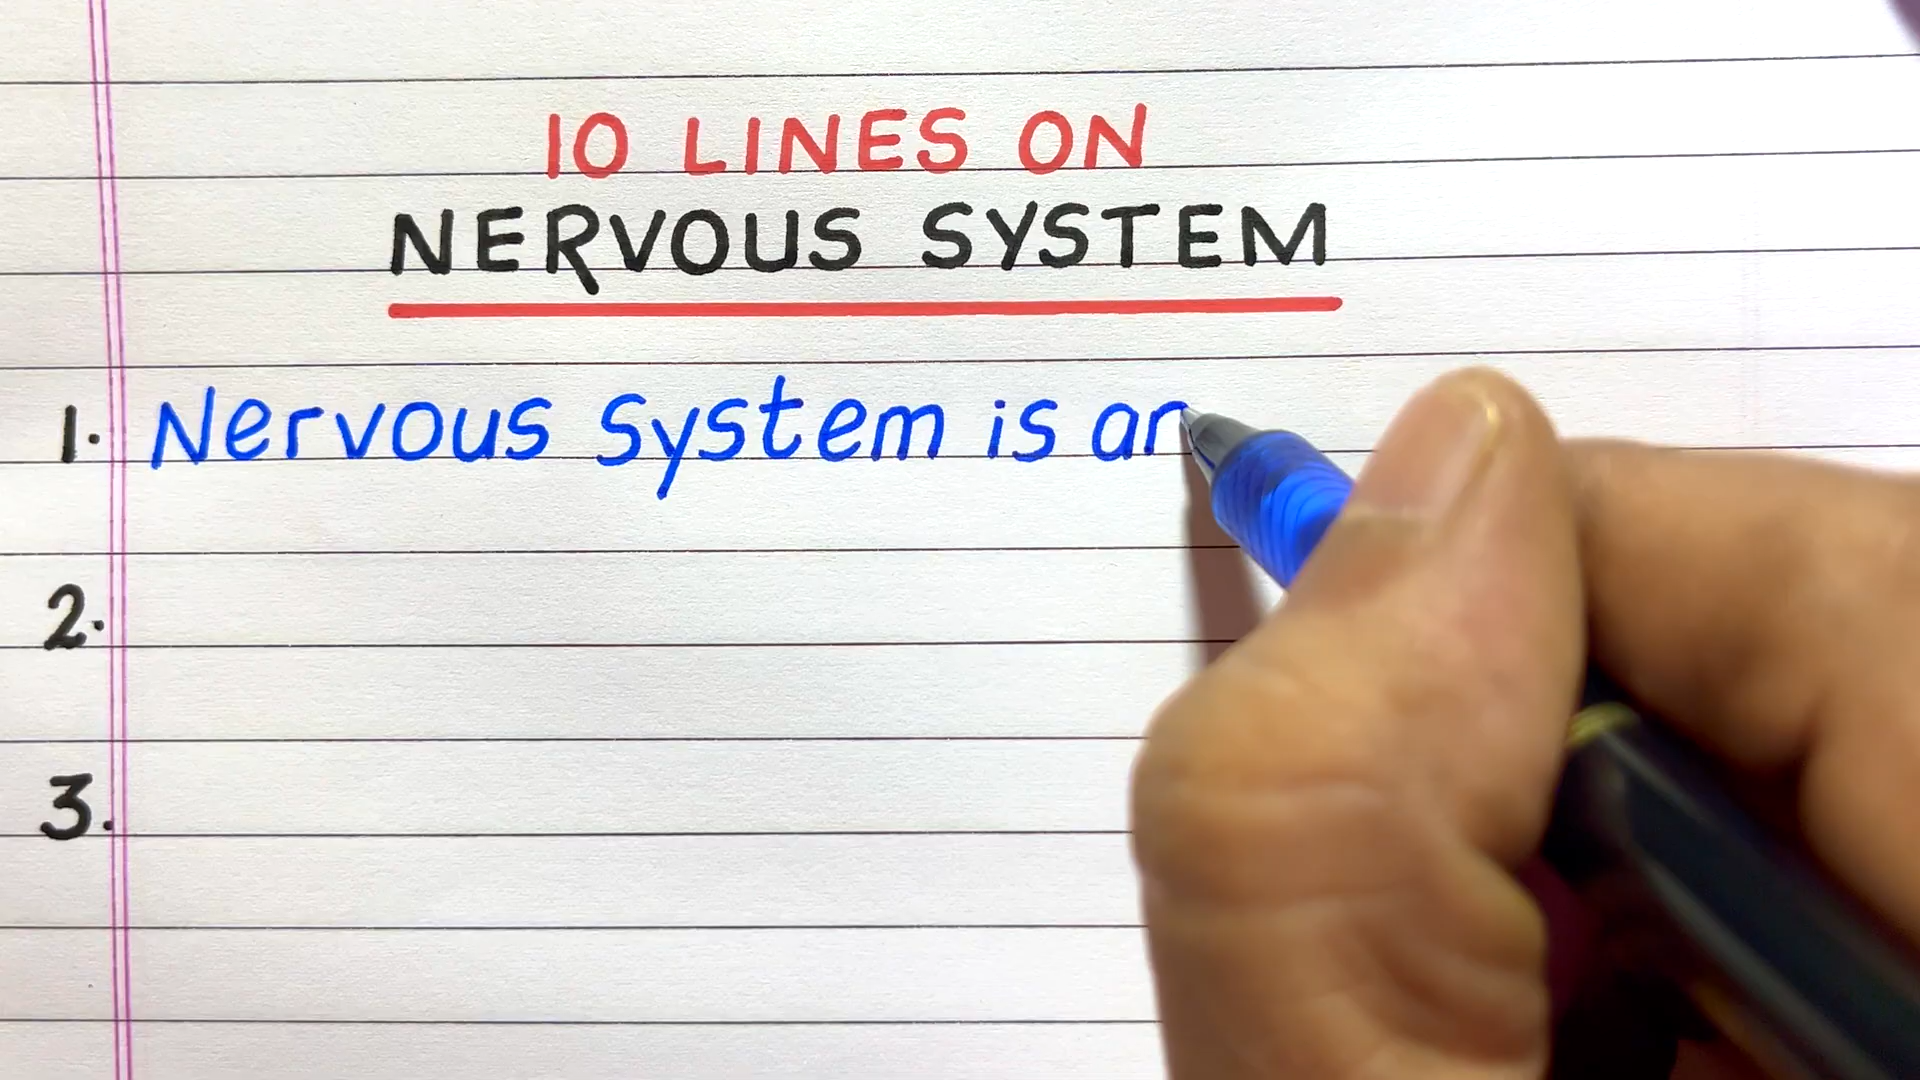 10 LINES ON
NERVOUS SYSTEM
1. Nervous system is an
2.
3.